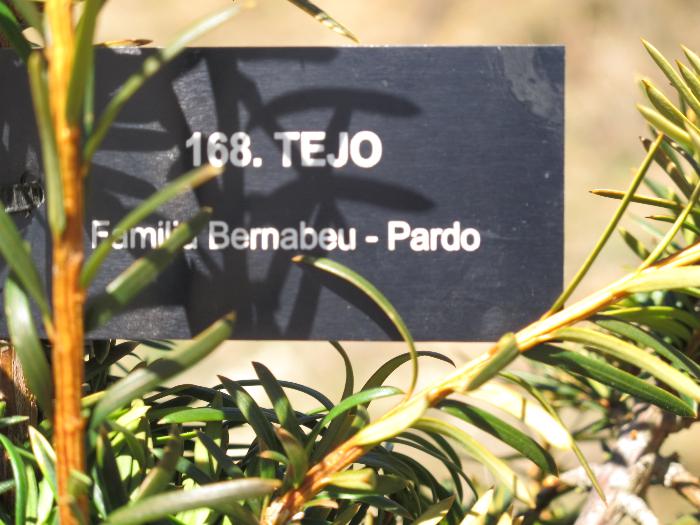 168. TEJO
Familia Bernabeu - Pardo